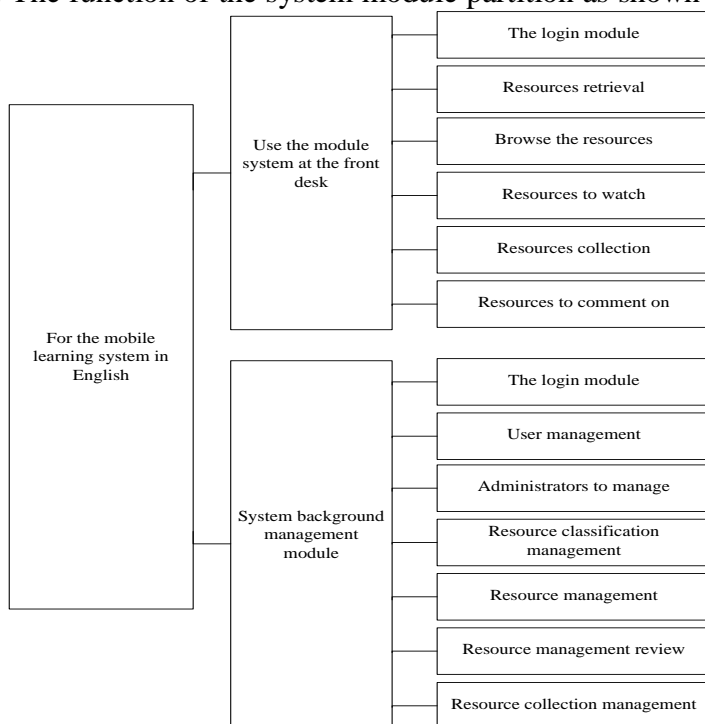 The function of the system module partition as shown
The login module
Resources retrieval
Use the module
system at the front
desk
Browse the resources
Resources to watch
Resources collection
Resources to comment on
For the mobile
learning system in
English
The login module
User management
Administrators to manage
System background
management
module
Resource classification
management
Resource management
Resource management review
Resource collection management